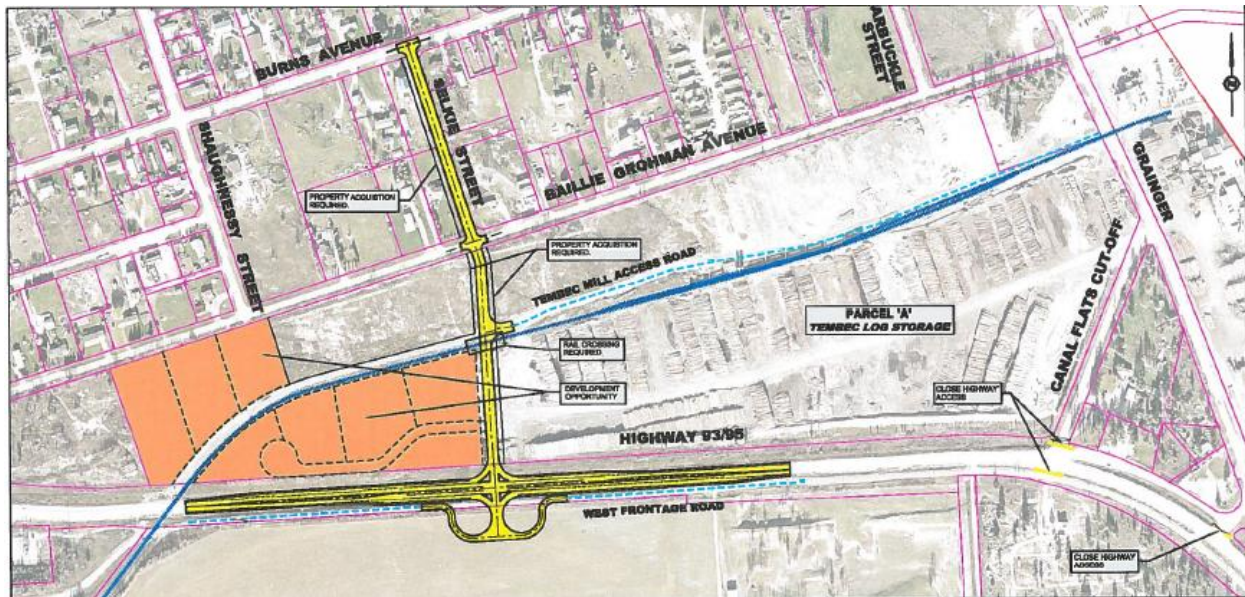 BURNS AVENUE
SELKIE STREET
ARBUCKLE
STREET
SHAUGHNESSY STREET
BAILLIE GROHMAN AVENUE
GRAINGER
PROPERTY ACQUISTION
REQUIRED.
PROPERTY ACQUISTION
REQUIRED.
TEMBEC MILL ACCESS ROAD
CANAL FLATS CUT-OFF
PARCEL 'A'
TEMBEC LOG STORAGE
RAIL CROSSING
REQUIRED
DEVELOPMENT
OPPORTUNITY
CLOSE HIGHWAY
ACCESS
HIGHWAY 93/95
WEST FRONTAGE ROAD
CLOSE HIGHWAY
ACCESS